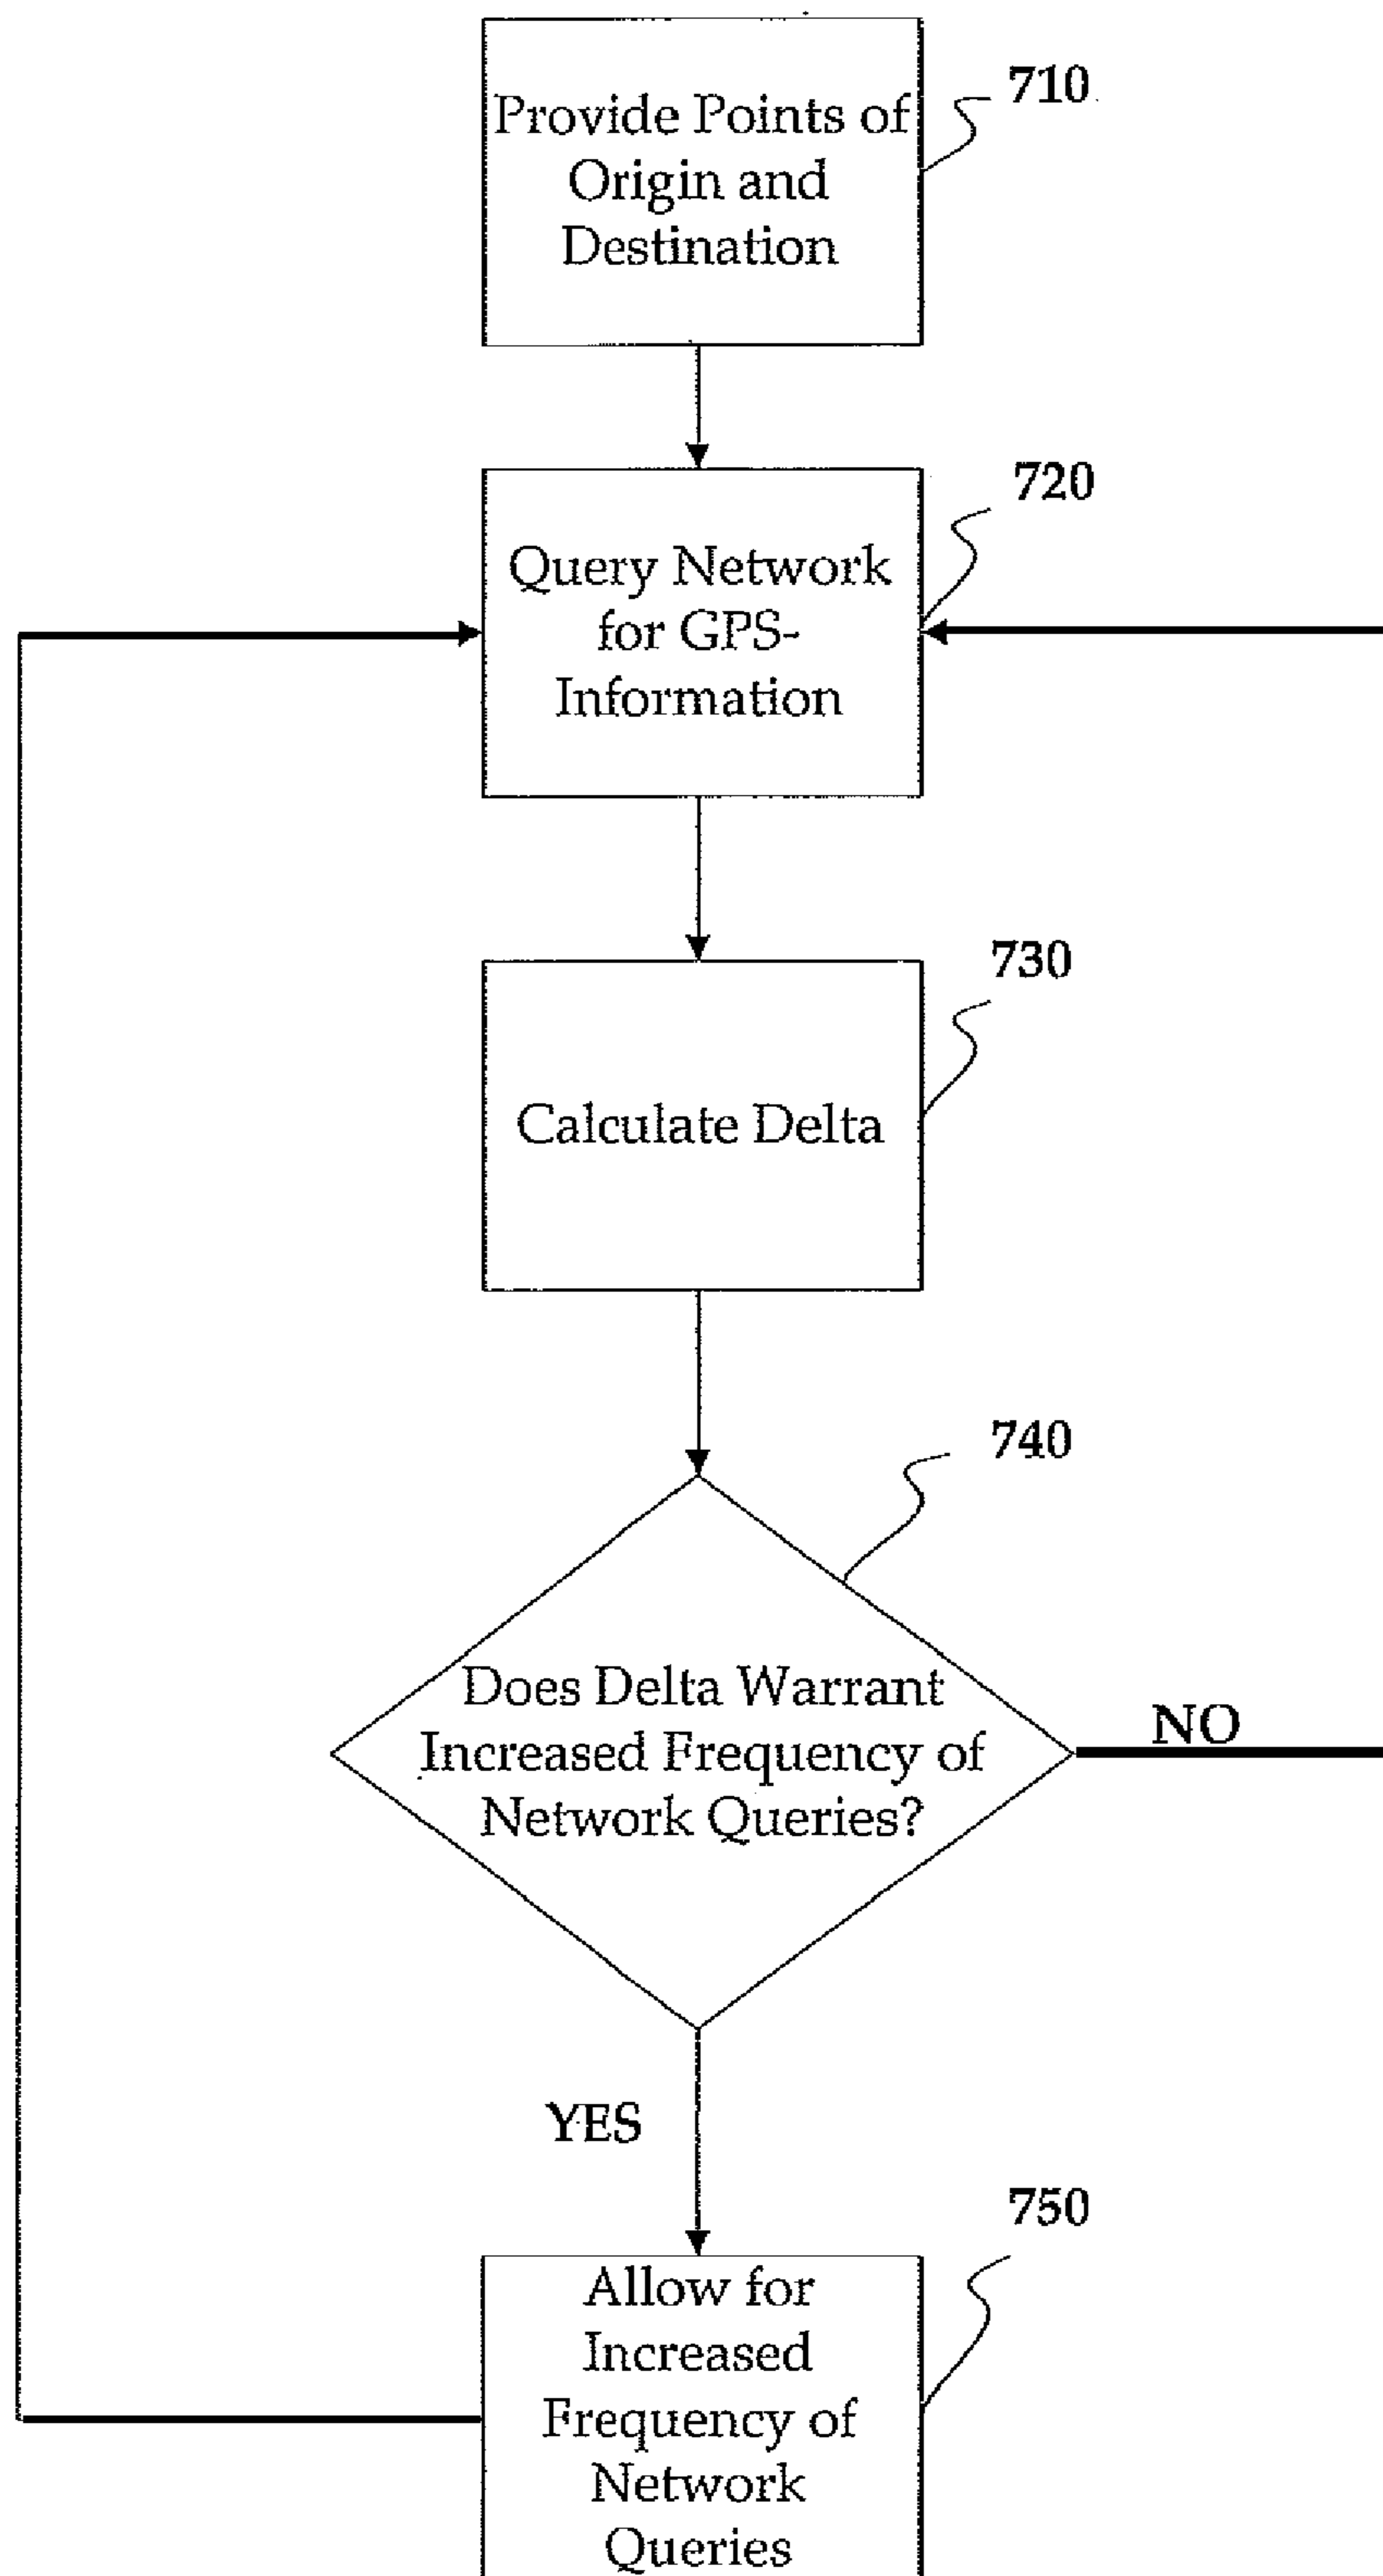 Provide Points of
Origin and
Destination
710
720
Query Network
for GPS-
Information
730
Calculate Delta
740
Does Delta Warrant
Increased Frequency of
Network Queries?
NO
YES
750
Allow for
Increased
Frequency of
Network
Queries